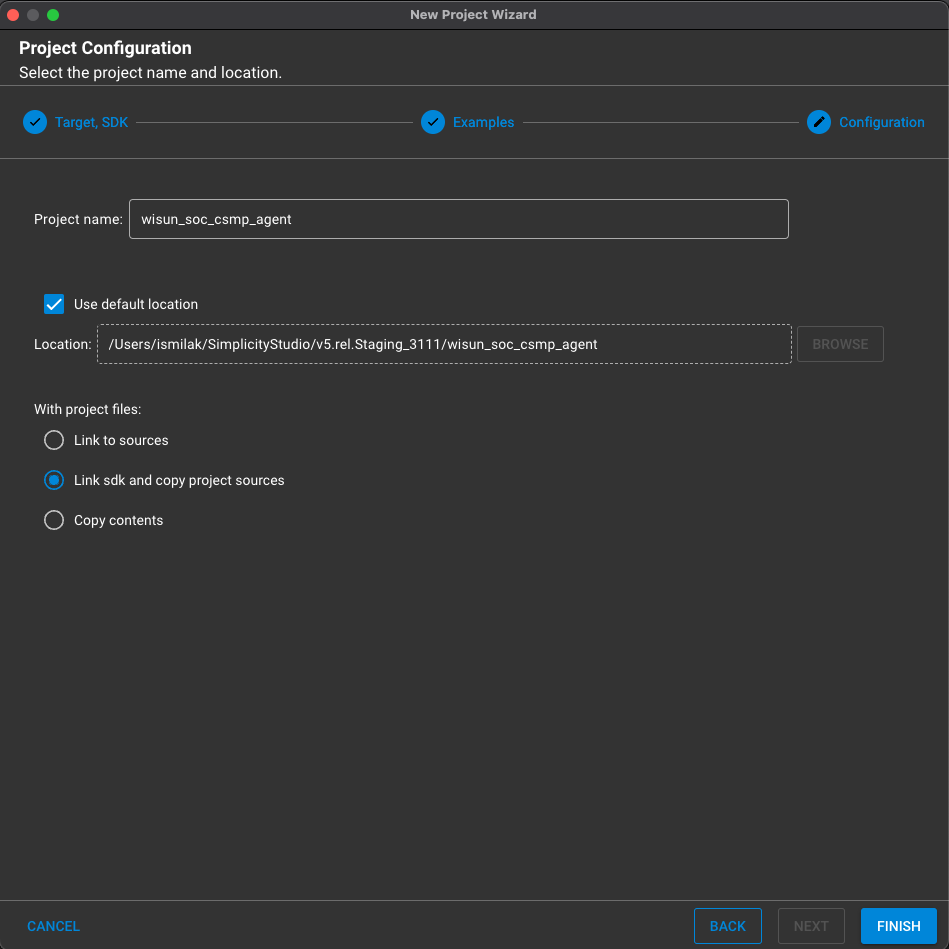 New Project Wizard
Project Configuration
Select the project name and location.
Target, SDK Examples Configuration
Project name: wisun_soc_csmp_agent
Use default location
Location: /Users/ismilak/SimplicityStudio/v5.rel.Staging_3111/wisun_soc_csmp_agent BROWSE
With project files:
Link to sources
Link sdk and copy project sources
Copy contents
CANCEL BACK NEXT FINISH